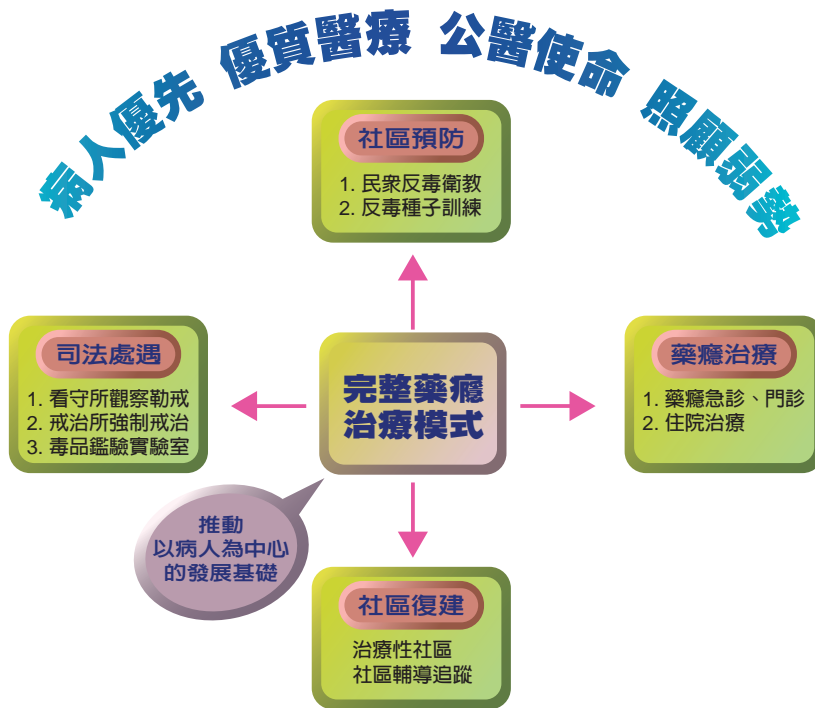 病人優先 優質醫療 公醫使命 照顧弱勢
社區預防
1. 民眾反毒衛教
2. 反毒種子訓練
司法處遇
1. 看守所觀察勒戒
2. 戒治所強制戒治
3. 毒品鑑驗實驗室
完整藥癮
治療模式
藥癮治療
1. 藥癮急診、門診
2. 住院治療
推動
以病人為中心
的發展基礎
社區復建
治療性社區
社區輔導追蹤